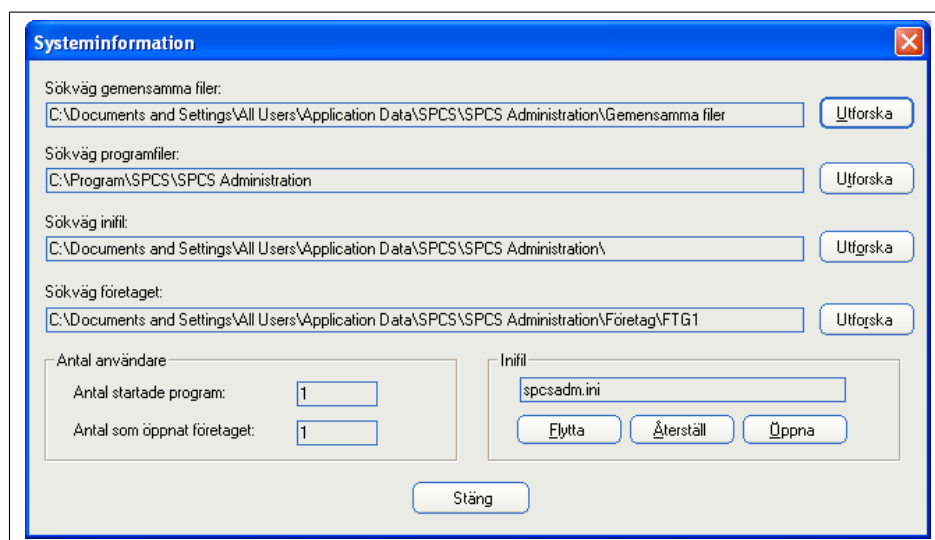 Systeminformation
Sökväg gemensamma filer:
C:\Documents and Settings\All Users\Application Data\SPCS\SPCS Administration\Gemensamma filer
Utforska
Sökväg programfiler:
C:\Program\SPCS\SPCS Administration
Utforska
Sökväg inifil:
C:\Documents and Settings\All Users\Application Data\SPCS\SPCS Administration\
Utforska
Sökväg företaget:
C:\Documents and Settings\All Users\Application Data\SPCS\SPCS Administration\Företag\FTG1
Utforska
Antal användare
Antal startade program: 1
Antal som öppnat företaget: 1
Inifil
spcsadm.ini
Flytta Återställ Öppna
Stäng